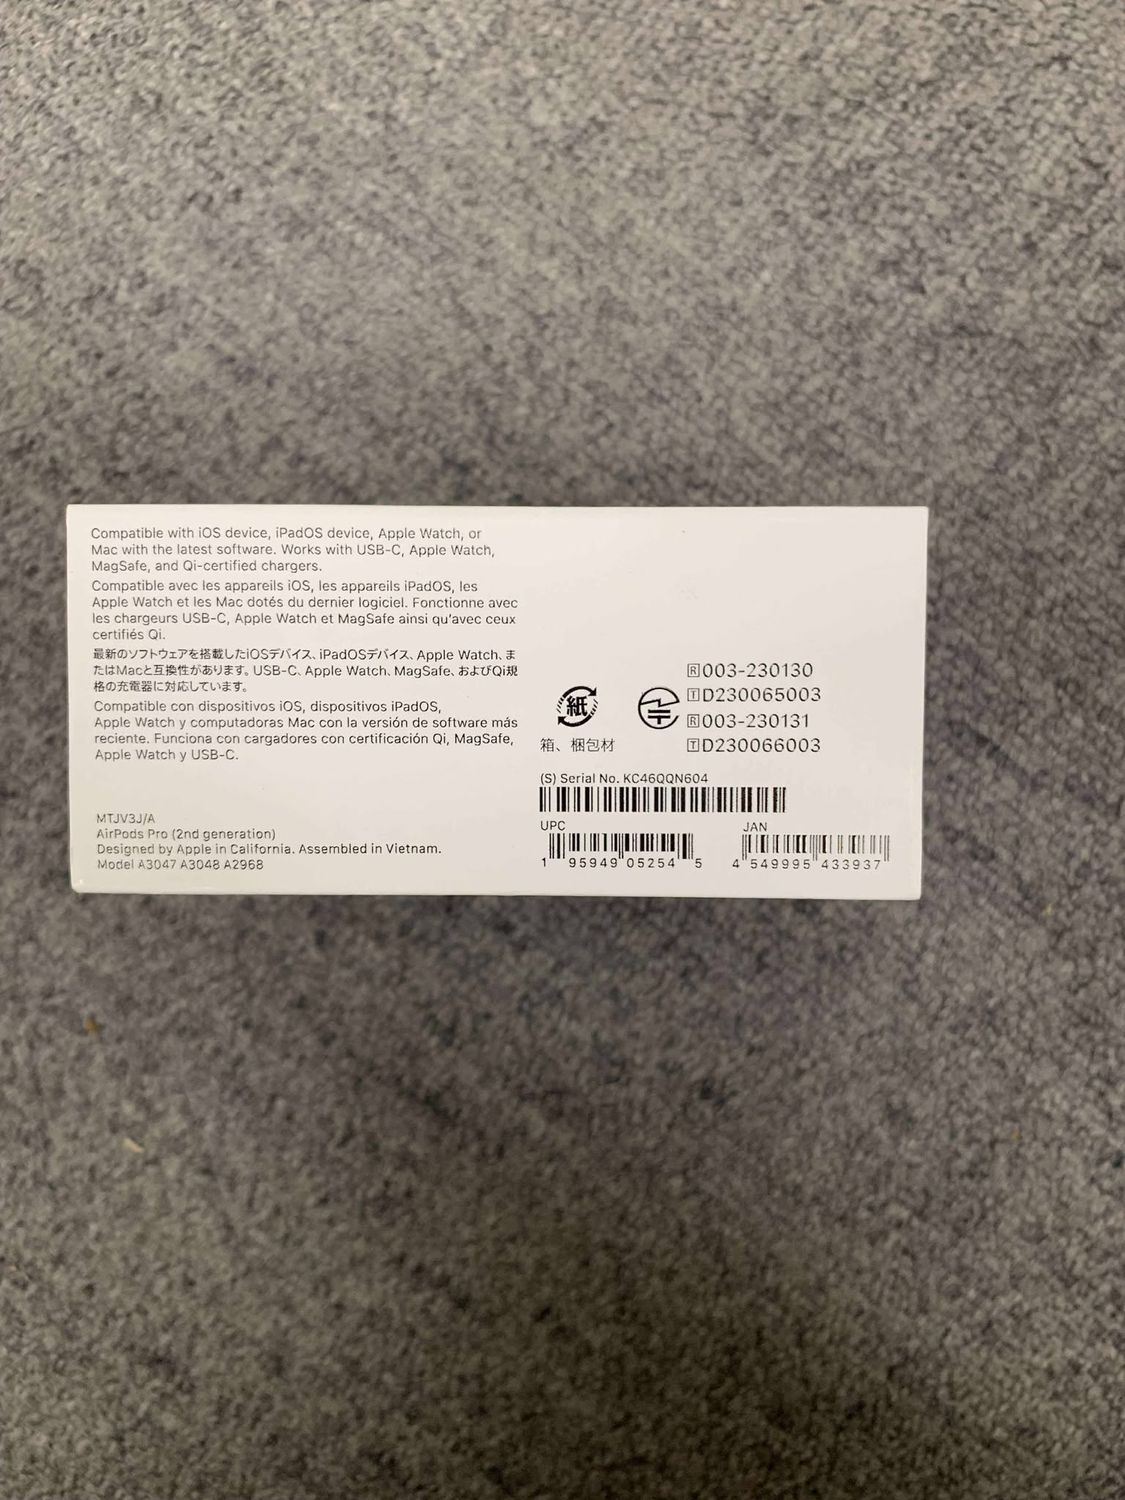 Compatible with iOS device, iPadOS device, Apple Watch, or
Mac with the latest software. Works with USB-C, Apple Watch,
MagSafe, and Qi-certified chargers.
Compatible avec les appareils iOS, les appareils iPadOS, les
Apple Watch et les Mac dotés du dernier logiciel. Fonctionne avec
les chargeurs USB-C, Apple Watch et MagSafe ainsi qu'avec ceux
certifiés Qi.
最新のソフトウェアを搭載したiOSデバイス、iPadOSデバイス、Apple Watch、ま
たはMacと互換性があります。USB-C、Apple Watch、MagSafe、およびQi規
格の充電器に対応しています。
Compatible con dispositivos iOS, dispositivos iPadOS,
Apple Watch y computadoras Mac con la versión de software más
reciente. Funciona con cargadores con certificación Qi, MagSafe,
Apple Watch y USB-C.
MTJV3J/A
AirPods Pro (2nd generation)
Designed by Apple in California. Assembled in Vietnam.
Model A3047 A3048 A2968
紙
箱、梱包材
R 003-230130
T D230065003
R 003-230131
T D230066003
(S) Serial No. KC46QQN604
UPC
1 95949 05254 5
JAN
4 549995 433937